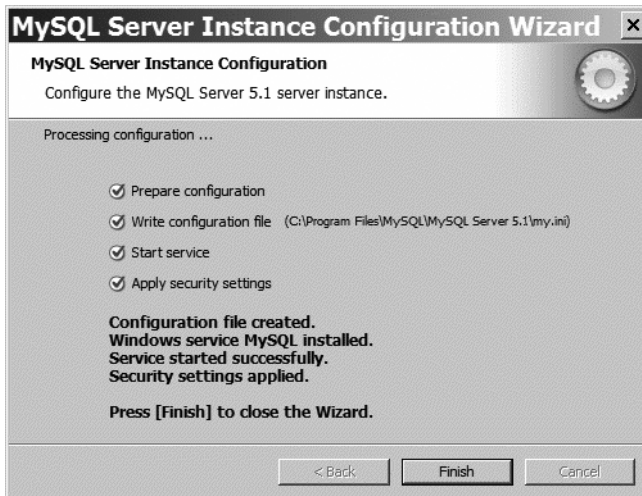 MySQL Server Instance Configuration Wizard
MySQL Server Instance Configuration
Configure the MySQL Server 5.1 server instance.
Processing configuration ...
Prepare configuration
Write configuration file (C:\Program Files\MySQL\MySQL Server 5.1\my.ini)
Start service
Apply security settings
Configuration file created.
Windows service MySQL installed.
Service started successfully.
Security settings applied.
Press [Finish] to close the Wizard.
< Back Finish Cancel